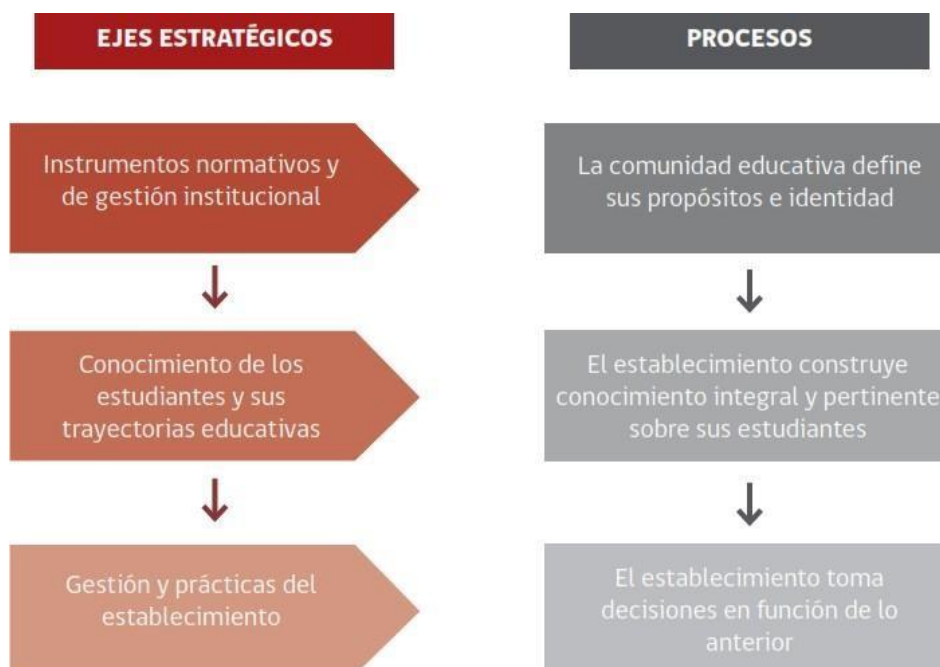 EJES ESTRATÉGICOS
PROCESOS
Instrumentos normativos y
de gestión institucional
La comunidad educativa define
sus propósitos e identidad
Conocimiento de los
estudiantes y sus
trayectorias educativas
El establecimiento construye
conocimiento integral y pertinente
sobre sus estudiantes
Gestión y prácticas del
establecimiento
El establecimiento toma
decisiones en función de lo
anterior